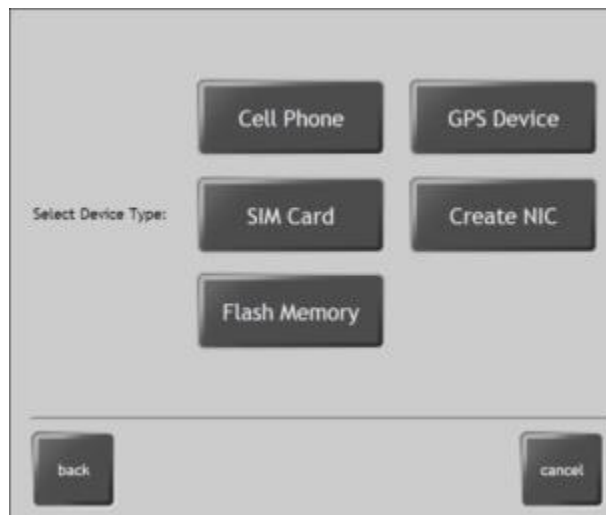 Cell Phone GPS Device
Select Device Type: SIM Card Create NIC
Flash Memory
back cancel